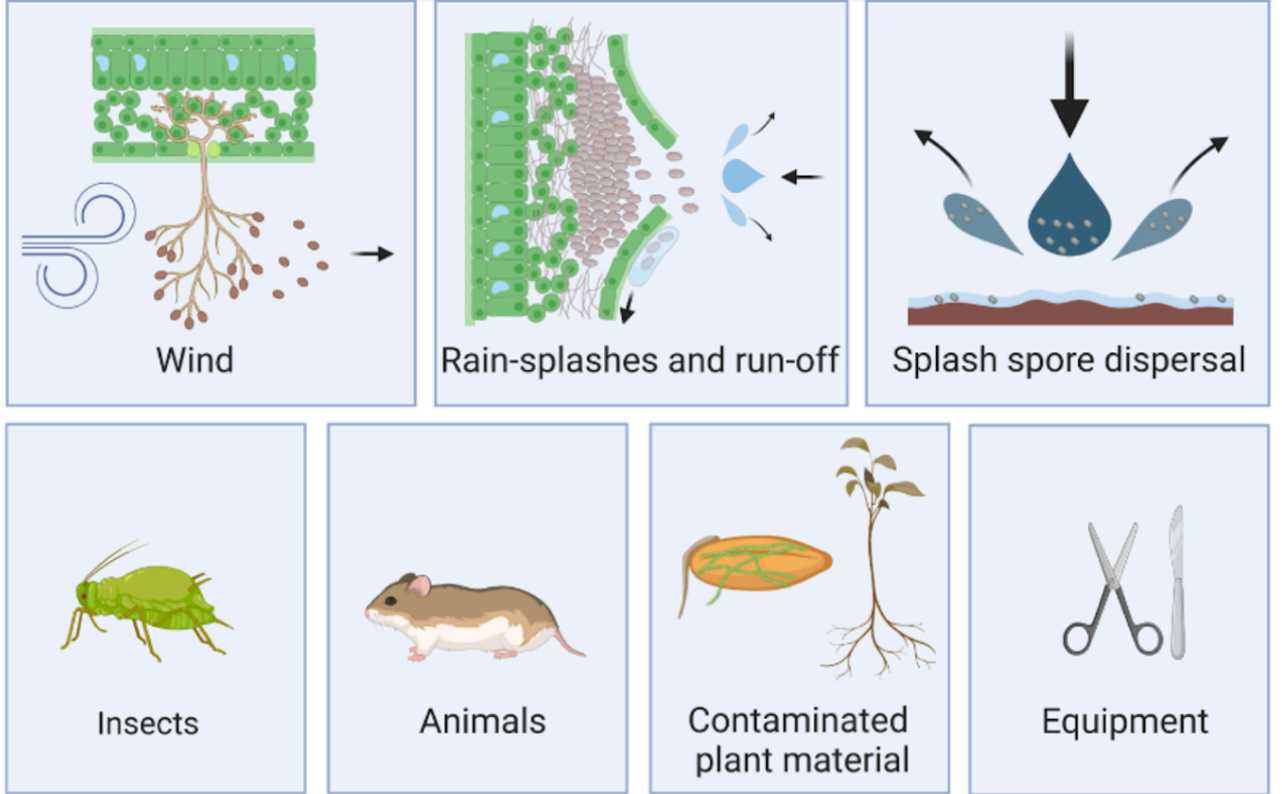 Wind
Rain-splashes and run-off
Splash spore dispersal
Insects
Animals
Contaminated
plant material
Equipment